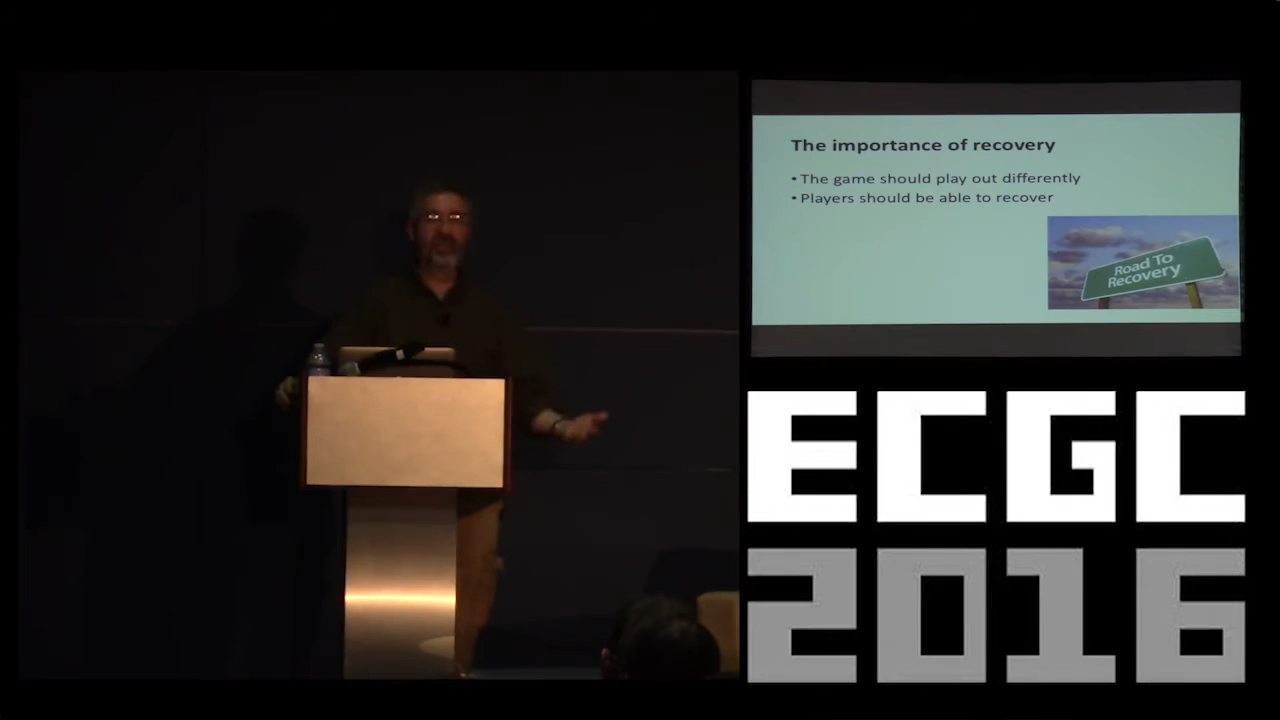 The importance of recovery
• The game should play out differently
• Players should be able to recover
Road To
Recovery
ECGC
2016